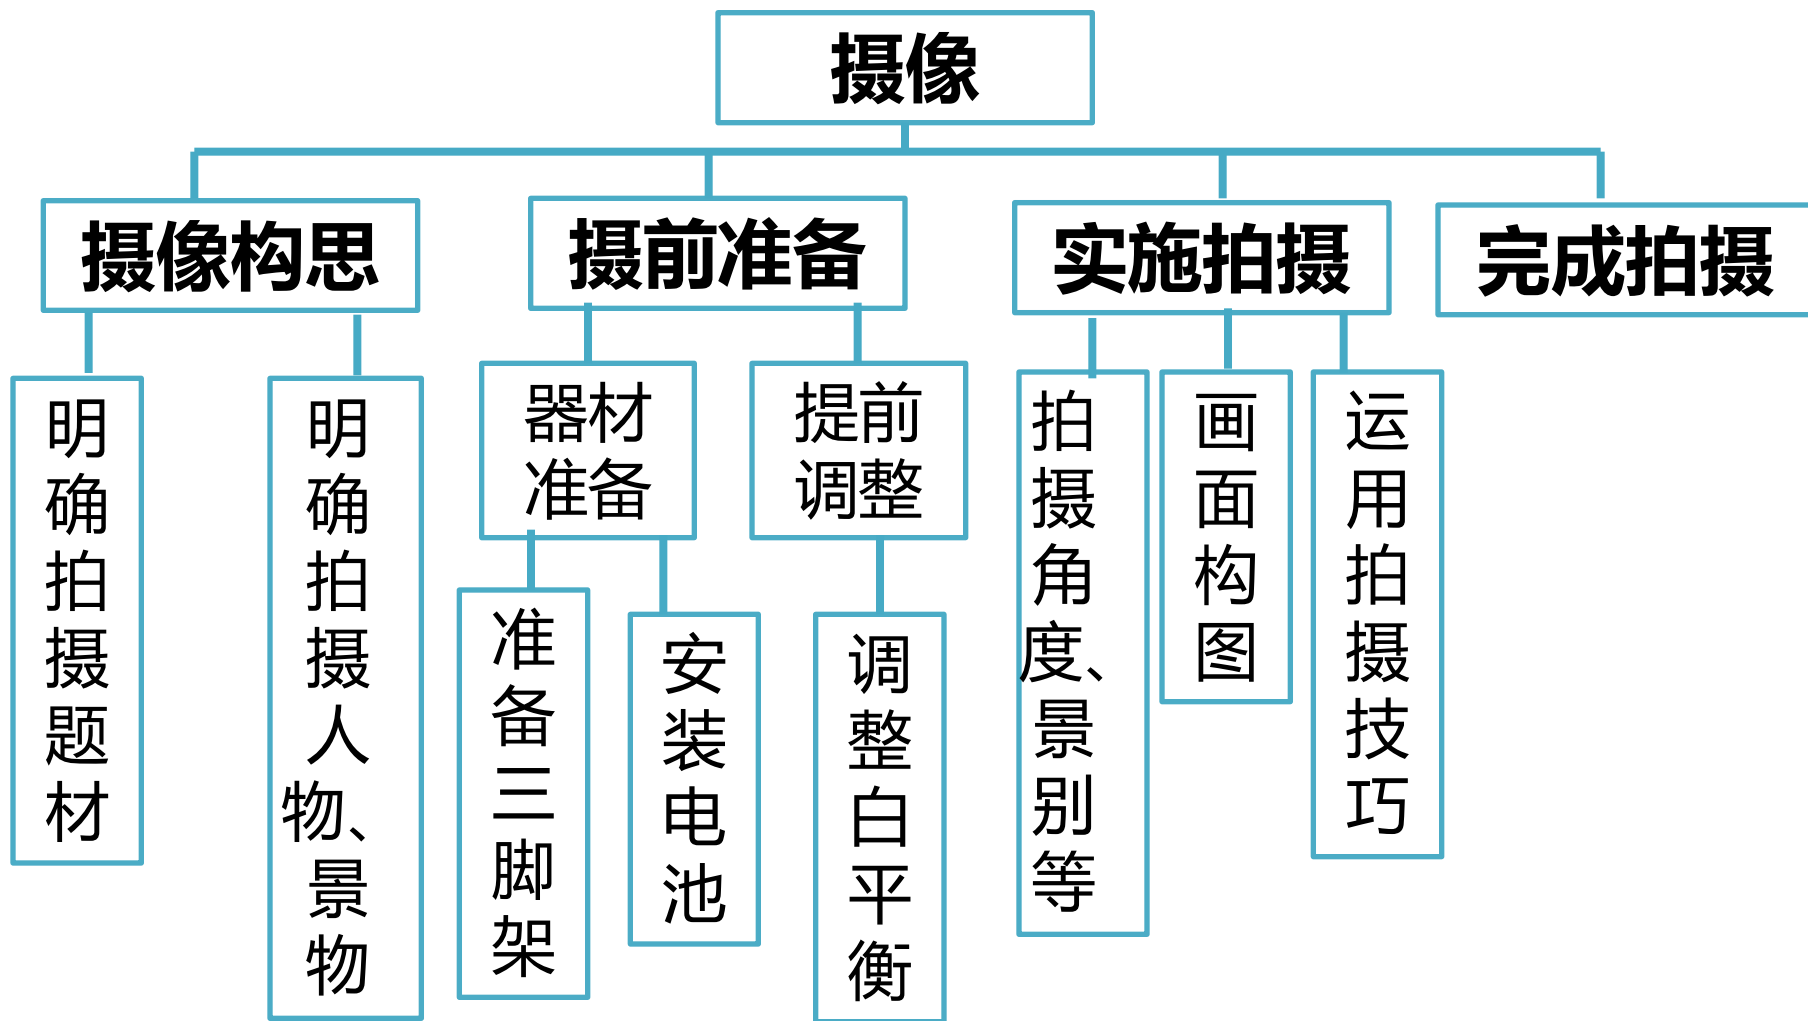 摄像
摄像构思
摄前准备
实施拍摄
完成拍摄
明确拍摄题材
明确拍摄人物、景物
器材
准备
提前
调整
准备三脚架
安装电池
调整白平衡
拍摄角度、景别等
画面构图
运用拍摄技巧